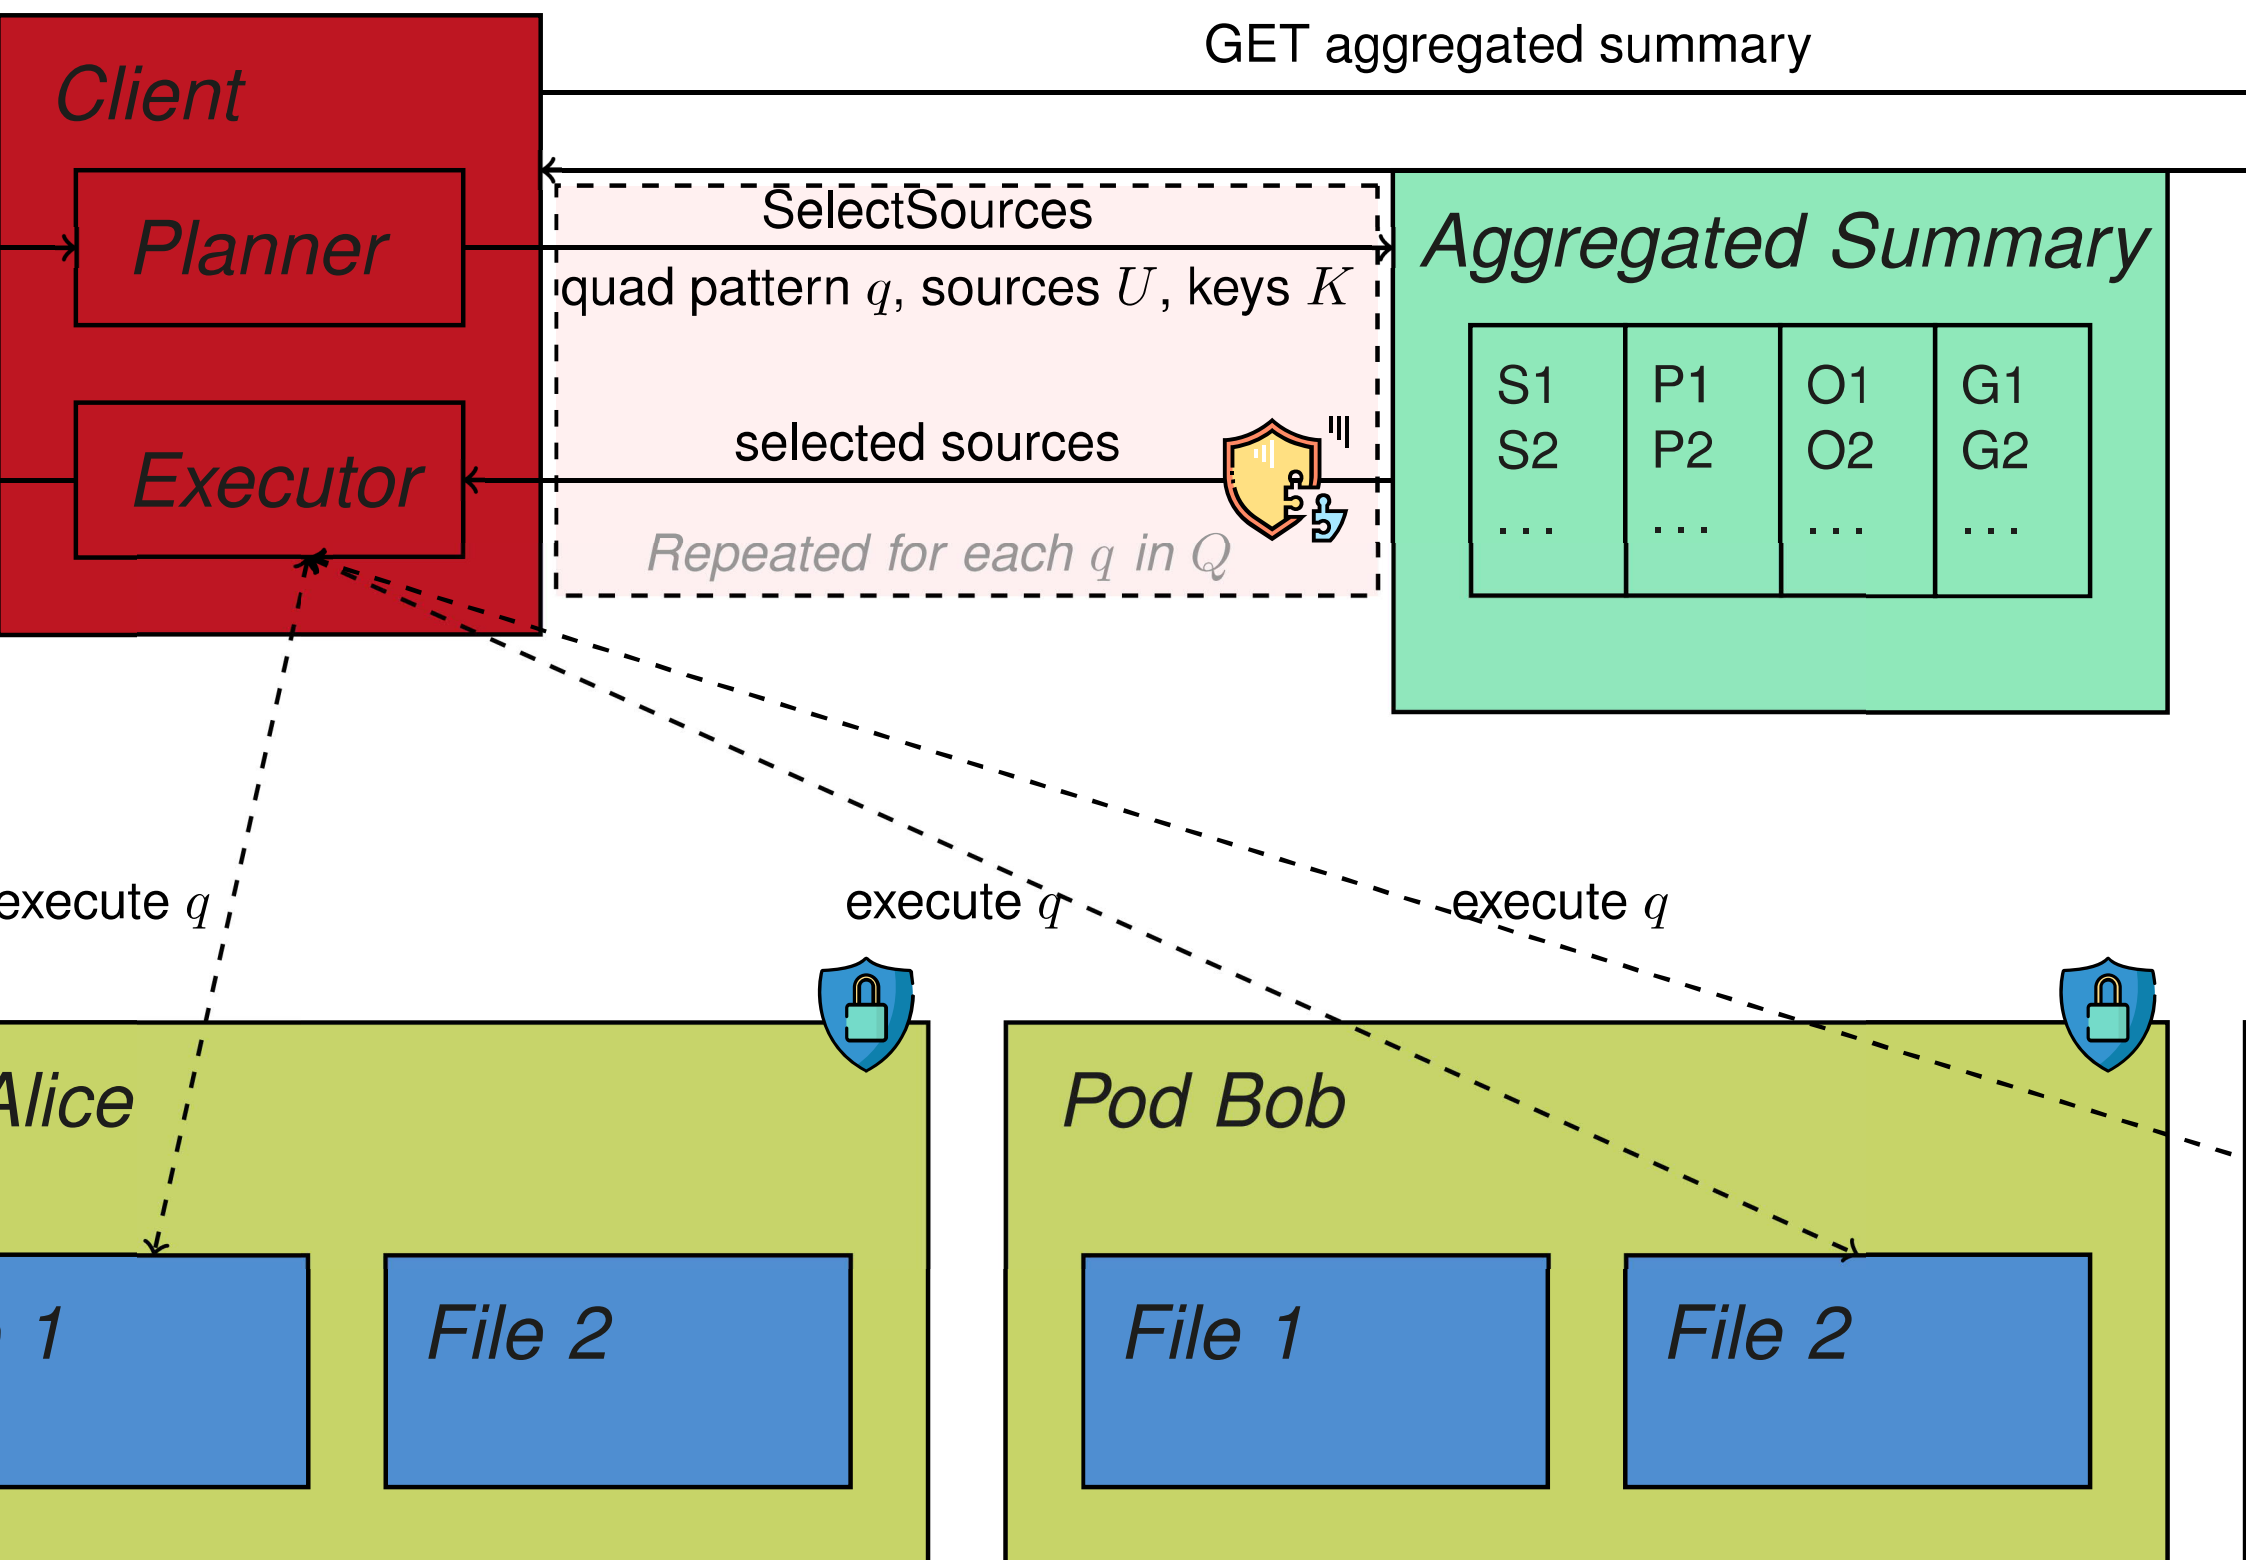 GET aggregated summary
Client
SelectSources
Planner
Aggregated Summary
quad pattern q, sources U, keys K
S1 P1 O1 G1
S2 P2 O2 G2
... ... ... ...
selected sources
Executor
Repeated for each q in Q
execute q execute q execute q
Alice
Pod Bob
1
File 2
File 1
File 2